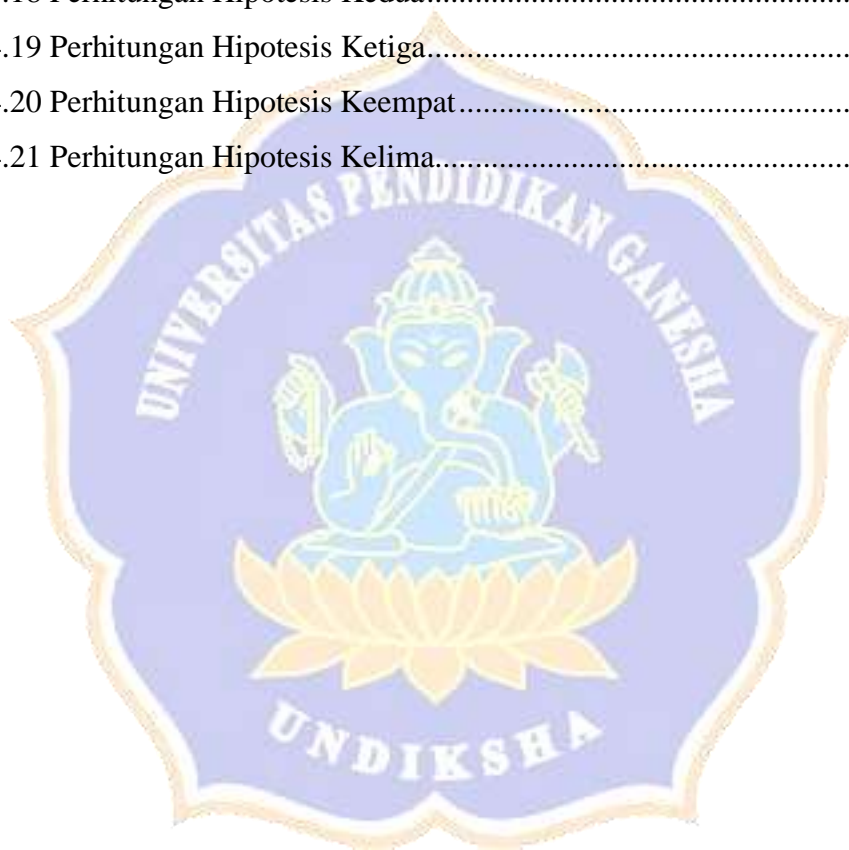 .18 Perhitungan Hipotesis Kedua....................................................
.19 Perhitungan Hipotesis Ketiga....................................................
.20 Perhitungan Hipotesis Keempat................................................
.21 Perhitungan Hipotesis Kelima....................................................
UNIVERSITAS PENDIDIKAN GANESHA
UNDIKSHA